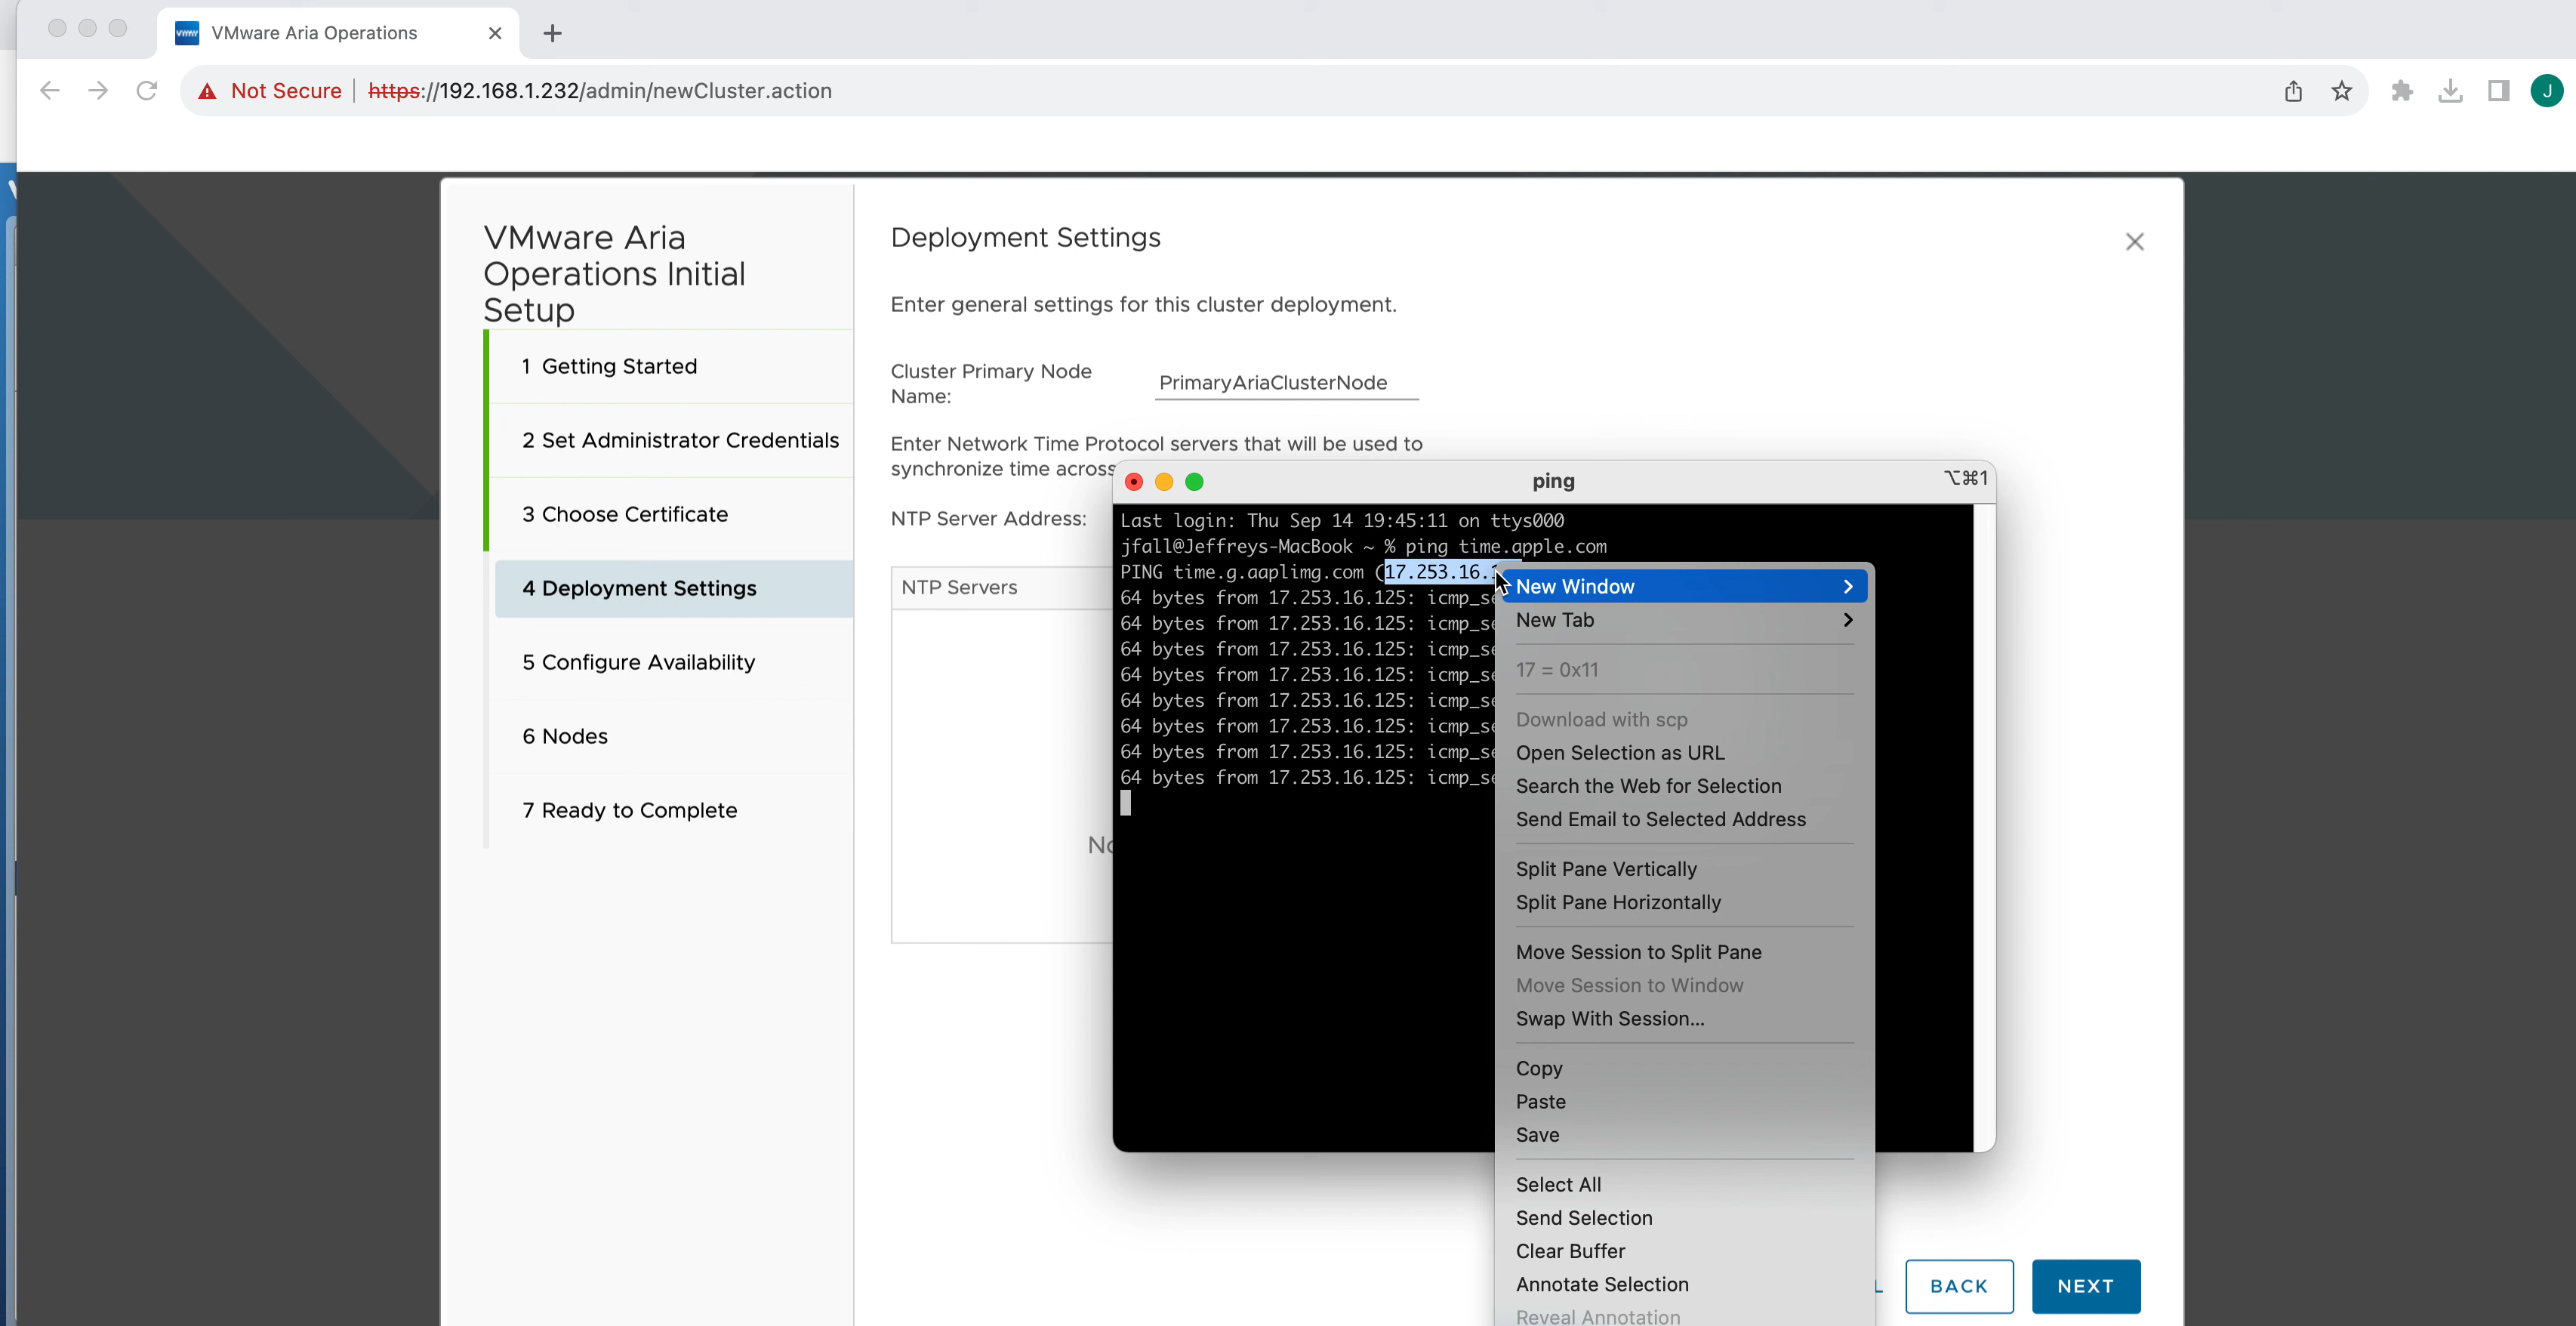 VMware Aria Operations
Not Secure
https://192.168.1.232/admin/newCluster.action
J
VMware Aria
Operations Initial
Setup
1 Getting Started
2 Set Administrator Credentials
3 Choose Certificate
4 Deployment Settings
5 Configure Availability
6 Nodes
7 Ready to Complete
Deployment Settings
Enter general settings for this cluster deployment.
Cluster Primary Node
Name:
PrimaryAriaClusterNode
Enter Network Time Protocol servers that will be used to
synchronize time across
NTP Server Address:
NTP Servers
ping
⌥⌘1
Last login: Thu Sep 14 19:45:11 on ttys000
jfall@Jeffreys-MacBook ~ % ping time.apple.com
PING time.g.aaplimg.com (17.253.16.1
64 bytes from 17.253.16.125: icmp_se
64 bytes from 17.253.16.125: icmp_se
64 bytes from 17.253.16.125: icmp_se
64 bytes from 17.253.16.125: icmp_se
64 bytes from 17.253.16.125: icmp_se
64 bytes from 17.253.16.125: icmp_se
64 bytes from 17.253.16.125: icmp_se
64 bytes from 17.253.16.125: icmp_se
New Window
New Tab
17 = 0x11
Download with scp
Open Selection as URL
Search the Web for Selection
Send Email to Selected Address
Split Pane Vertically
Split Pane Horizontally
Move Session to Split Pane
Move Session to Window
Swap With Session...
Copy
Paste
Save
Select All
Send Selection
Clear Buffer
Annotate Selection
Reveal Annotation
BACK
NEXT